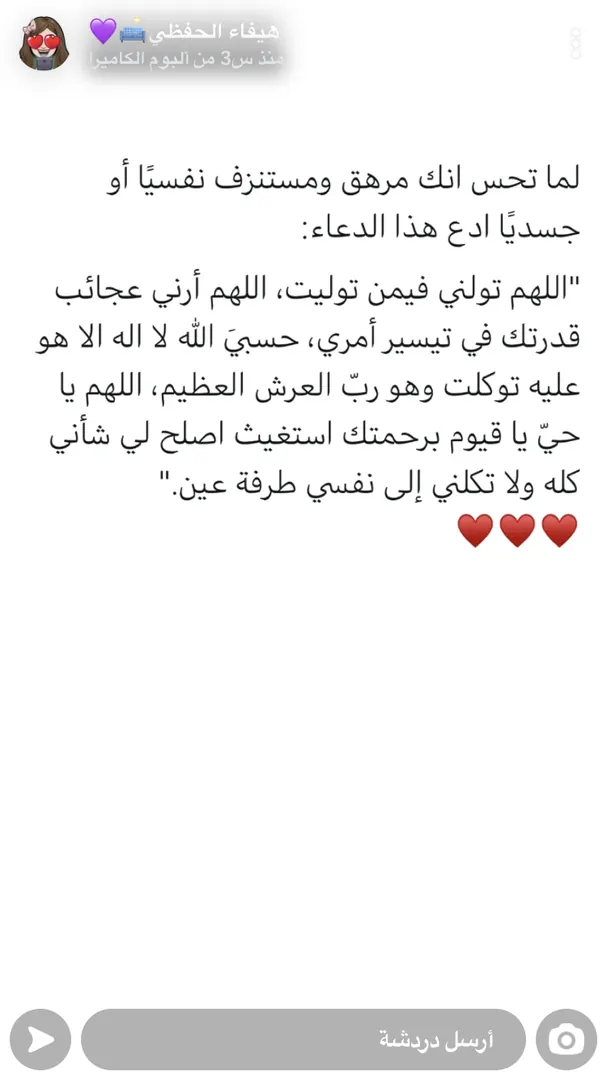 هيفاء الحفظي🛋️💜
منذ س3 من ألبوم الكاميرا
لما تحس انك مرهق ومستنزف نفسيًا أو
جسديًا ادع هذا الدعاء:
"اللهم تولني فيمن توليت، اللهم أرني عجائب
قدرتك في تيسير أمري، حسبيَ الله لا اله الا هو
عليه توكلت وهو ربّ العرش العظيم، اللهم يا
حيّ يا قيوم برحمتك استغيث اصلح لي شأني
كله ولا تكلني إلى نفسي طرفة عين."
♥️♥️♥️
أرسل دردشة